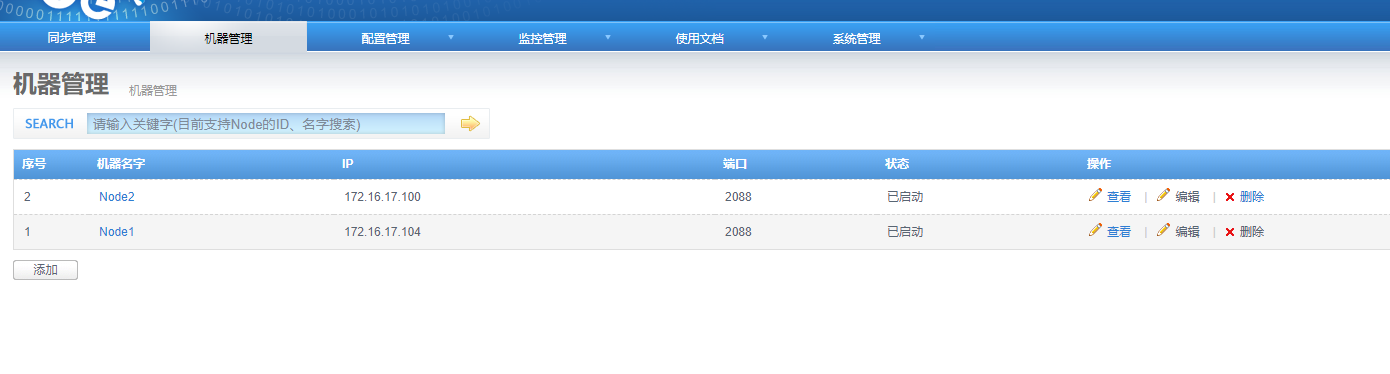 同步管理 机器管理 配置管理 监控管理 使用文档 系统管理
机器管理 机器管理
SEARCH 请输入关键字(目前支持Node的ID、名字搜索)
序号 机器名字 IP 端口 状态 操作
2 Node2 172.16.17.100 2088 已启动 查看 | 编辑 | 删除
1 Node1 172.16.17.104 2088 已启动 查看 | 编辑 | 删除
添加